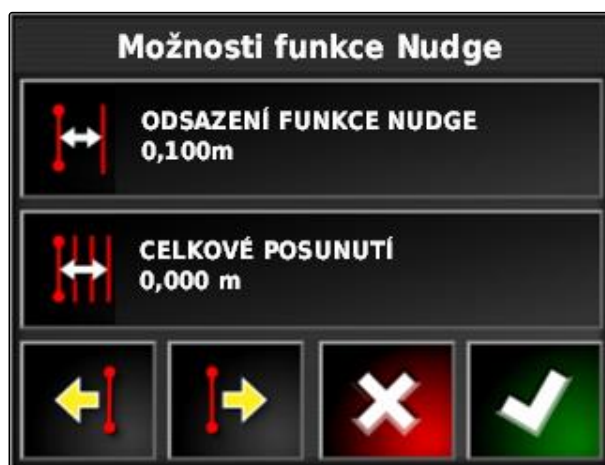 Možnosti funkce Nudge
ODSAZENÍ FUNKCE NUDGE
0,100m
CELKOVÉ POSUNUTÍ
0,000 m